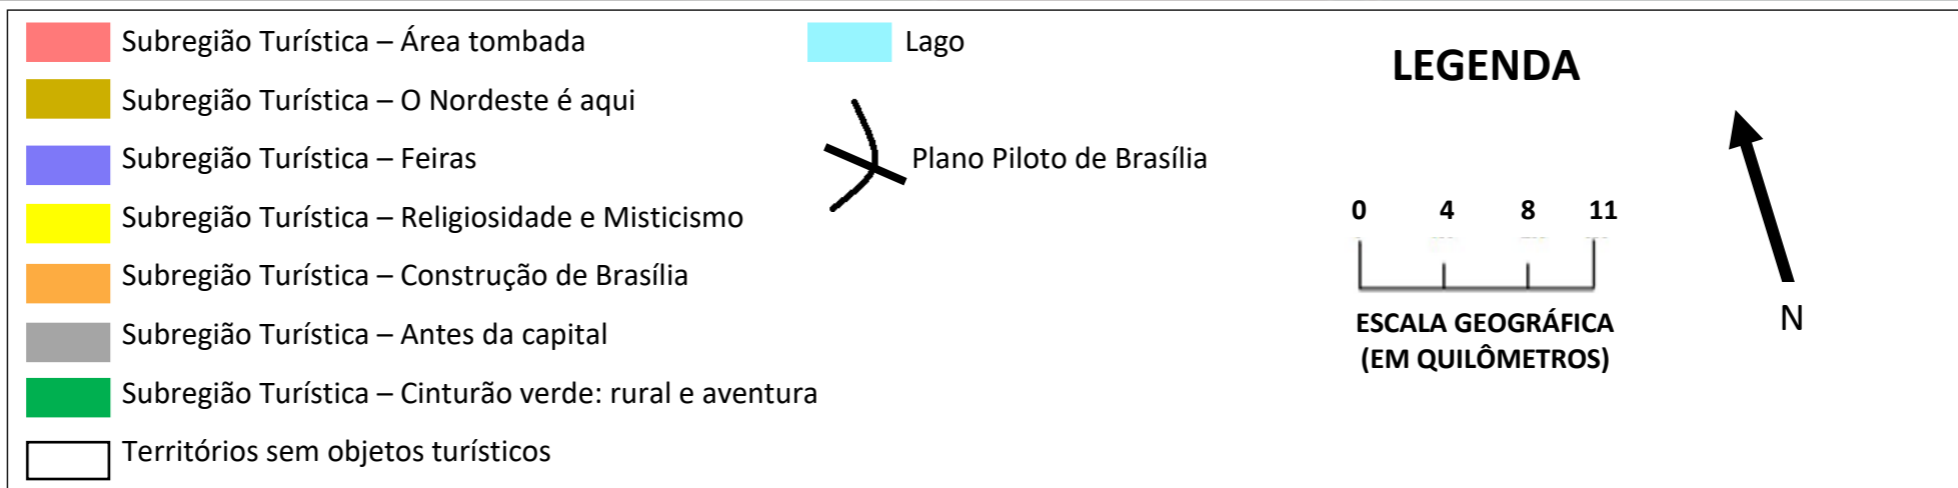 Subregião Turística – Área tombada
Subregião Turística – O Nordeste é aqui
Subregião Turística – Feiras
Subregião Turística – Religiosidade e Misticismo
Subregião Turística – Construção de Brasília
Subregião Turística – Antes da capital
Subregião Turística – Cinturão verde: rural e aventura
Territórios sem objetos turísticos
Lago
Plano Piloto de Brasília
LEGENDA
0 4 8 11
ESCALA GEOGRÁFICA
(EM QUILÔMETROS)
N